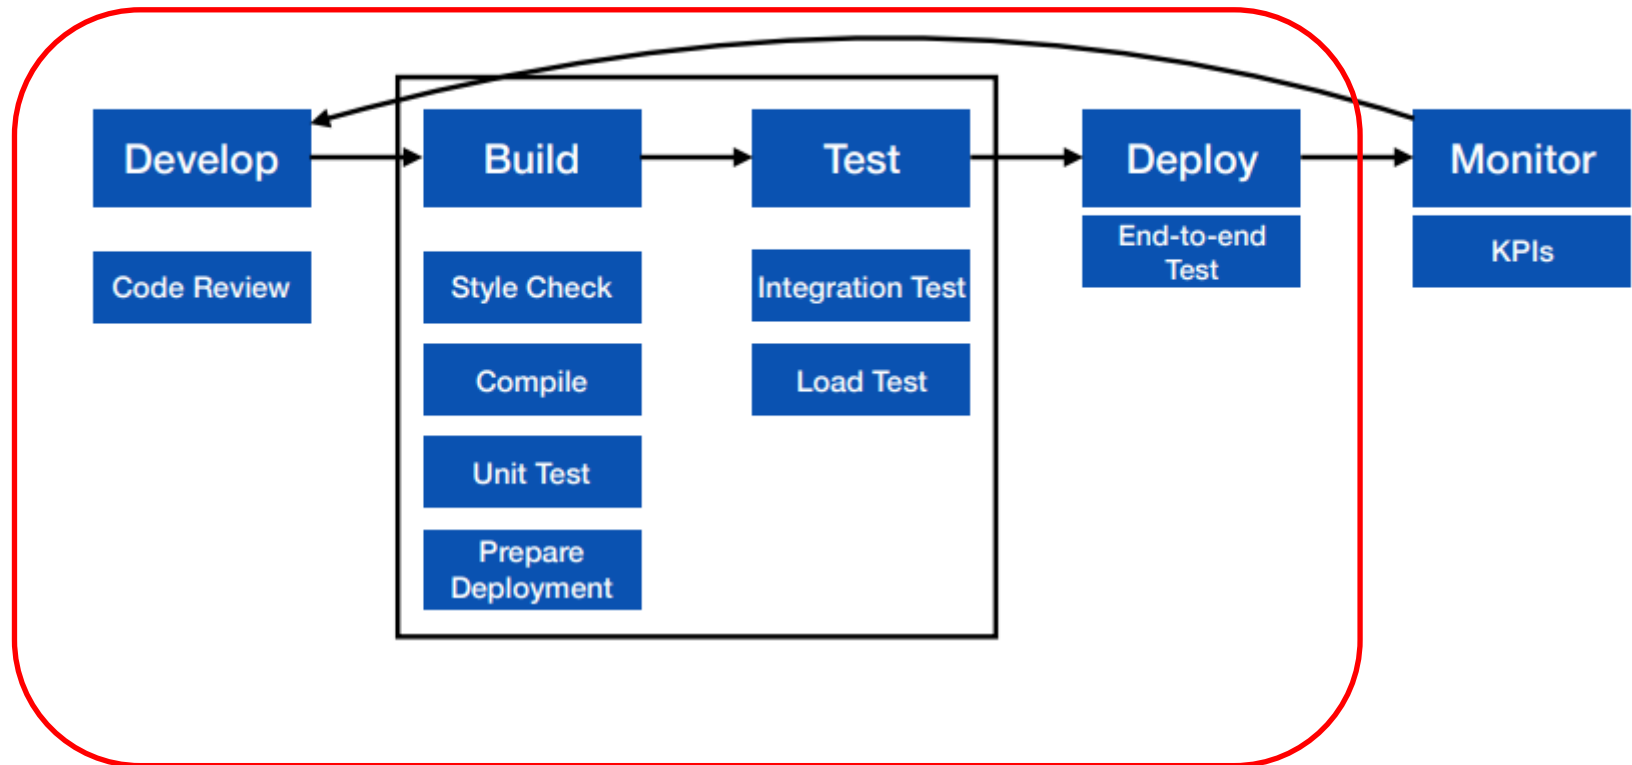 Develop
Build
Test
Deploy
Monitor
Code Review
Style Check
Compile
Unit Test
Prepare
Deployment
Integration Test
Load Test
End-to-end
Test
KPIs